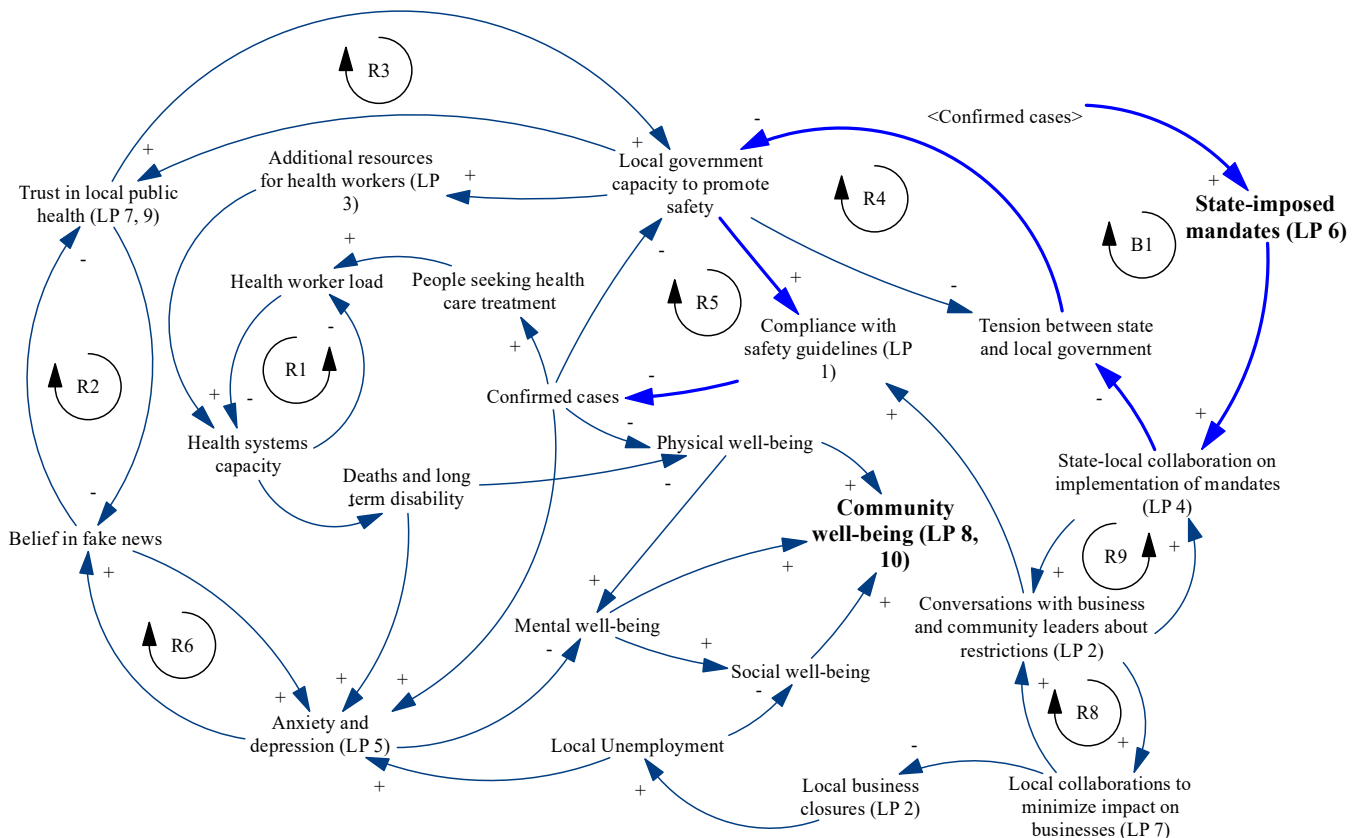 R3
-
<Confirmed cases>
+
Additional resources
for health workers (LP
3)
+
+
Local government
capacity to promote
safety
R4
+
Trust in local public
health (LP 7, 9)
State-imposed
mandates (LP 6)
-
+
-
B1
Health worker load
People seeking health
care treatment
+
-
R5
-
Compliance with
safety guidelines (LP
1)
Tension between state
and local government
R1
+
R2
-
Confirmed cases
-
+
-
+
+
-
Health systems
capacity
-
Physical well-being
State-local collaboration on
implementation of mandates
(LP 4)
Deaths and long
term disability
-
-
+
-
Community
well-being (LP 8,
10)
Belief in fake news
R9
+
+
+
+
+
+
Conversations with business
and community leaders about
restrictions (LP 2)
Mental well-being
R6
-
+
Social well-being
+
+
+
-
+
R8
Anxiety and
depression (LP 5)
Local Unemployment
-
+
+
+
Local business
closures (LP 2)
Local collaborations to
minimize impact on
businesses (LP 7)